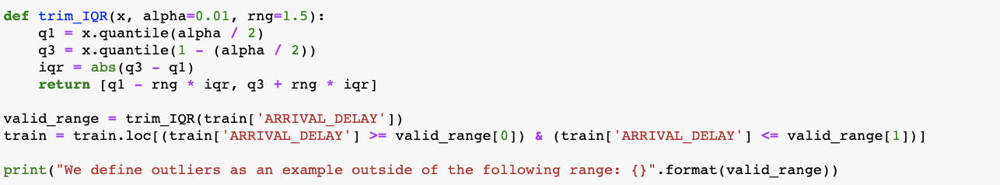 def trim_IQR(x, alpha=0.01, rng=1.5):
    q1 = x.quantile(alpha / 2)
    q3 = x.quantile(1 - (alpha / 2))
    iqr = abs(q3 - q1)
    return [q1 - rng * iqr, q3 + rng * iqr]

valid_range = trim_IQR(train['ARRIVAL_DELAY'])
train = train.loc[(train['ARRIVAL_DELAY'] >= valid_range[0]) & (train['ARRIVAL_DELAY'] <= valid_range[1])]

print("We define outliers as an example outside of the following range: {}".format(valid_range))